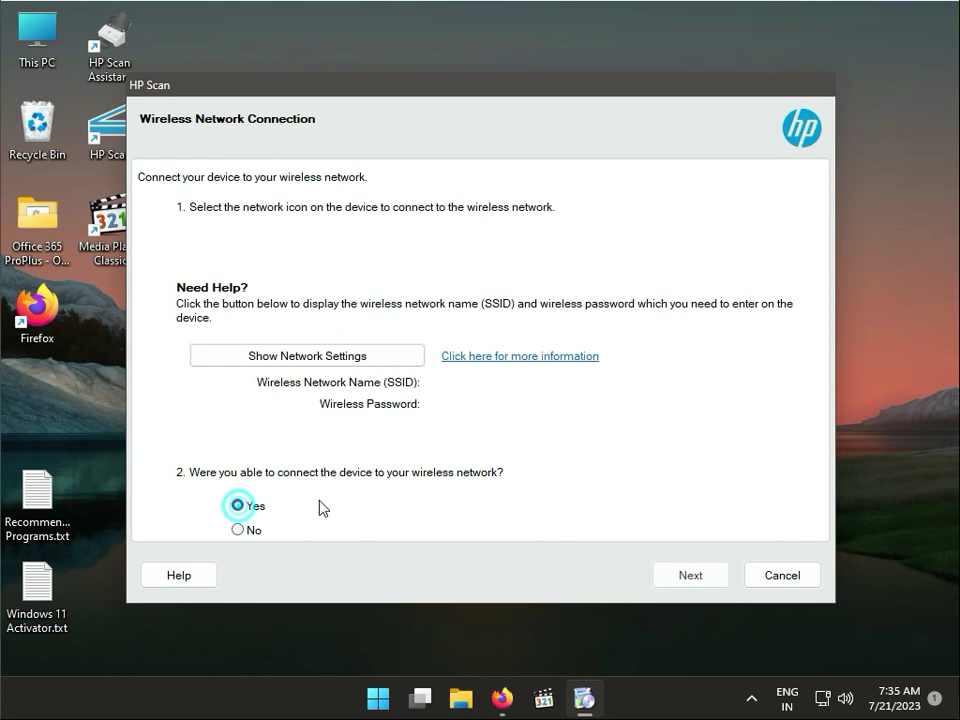 This PC
HP Scan
Assistan
Recycle Bin
HP Sca
Office 365
ProPlus - O...
Media Pla
Classic
321
Firefox
Recommen...
Programs.txt
Windows 11
Activator.txt
HP Scan
Wireless Network Connection
hp
Connect your device to your wireless network.
1. Select the network icon on the device to connect to the wireless network.
Need Help?
Click the button below to display the wireless network name (SSID) and wireless password which you need to enter on the
device.
Show Network Settings
Click here for more information
Wireless Network Name (SSID):
Wireless Password:
2. Were you able to connect the device to your wireless network?
Yes
No
Help
Next
Cancel
321
ENG
IN
7:35 AM
7/21/2023
1